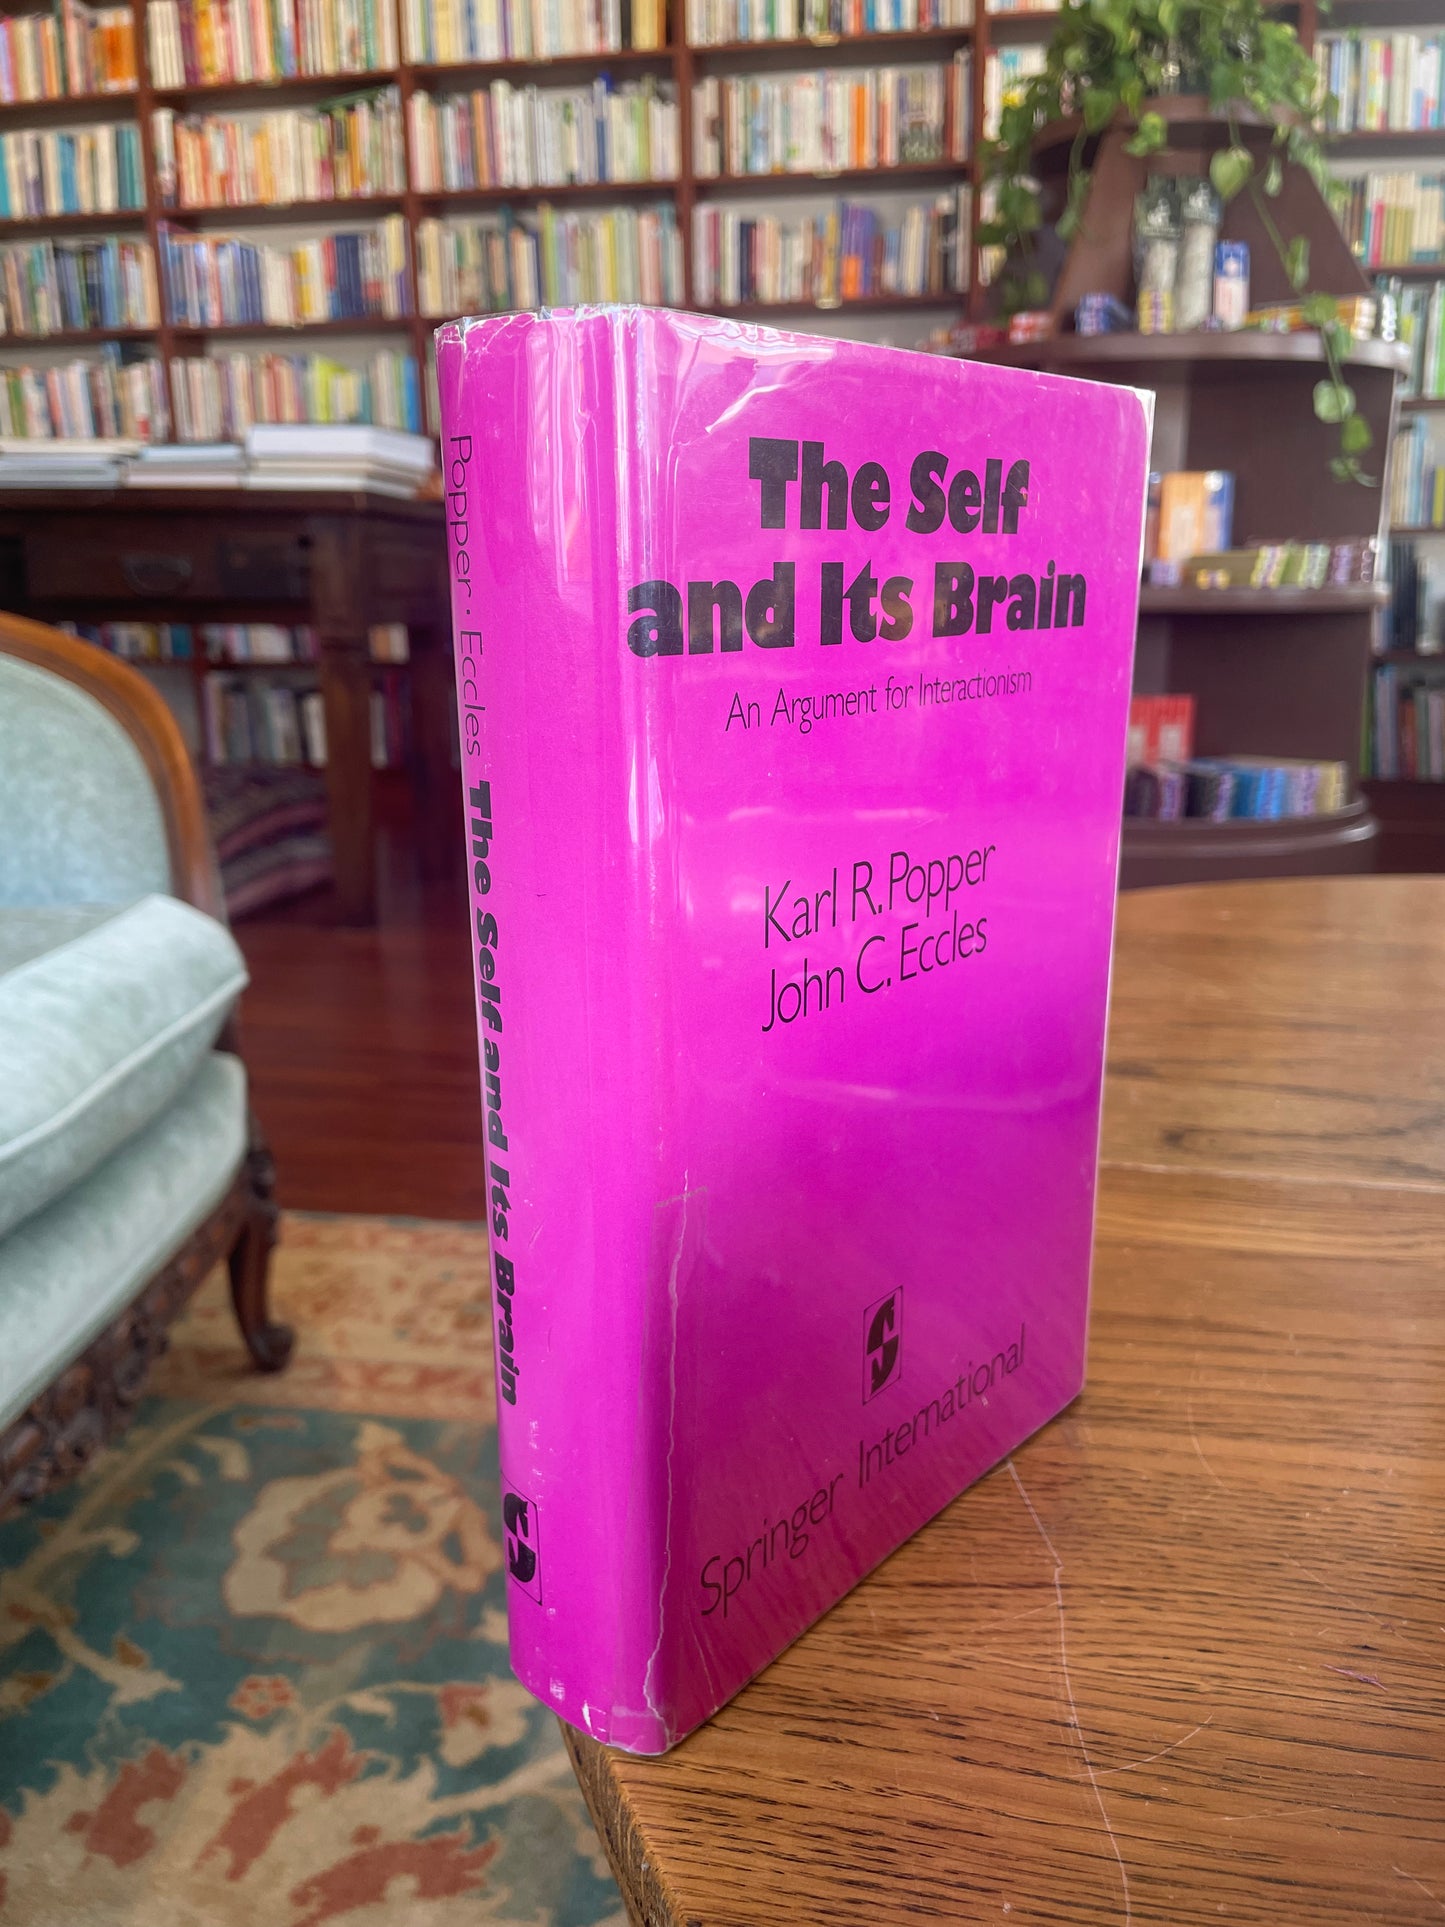 Popper · Eccles The Self and Its Brain
The Self
and Its Brain
An Argument for Interactionism
Karl R. Popper
John C. Eccles
Springer International